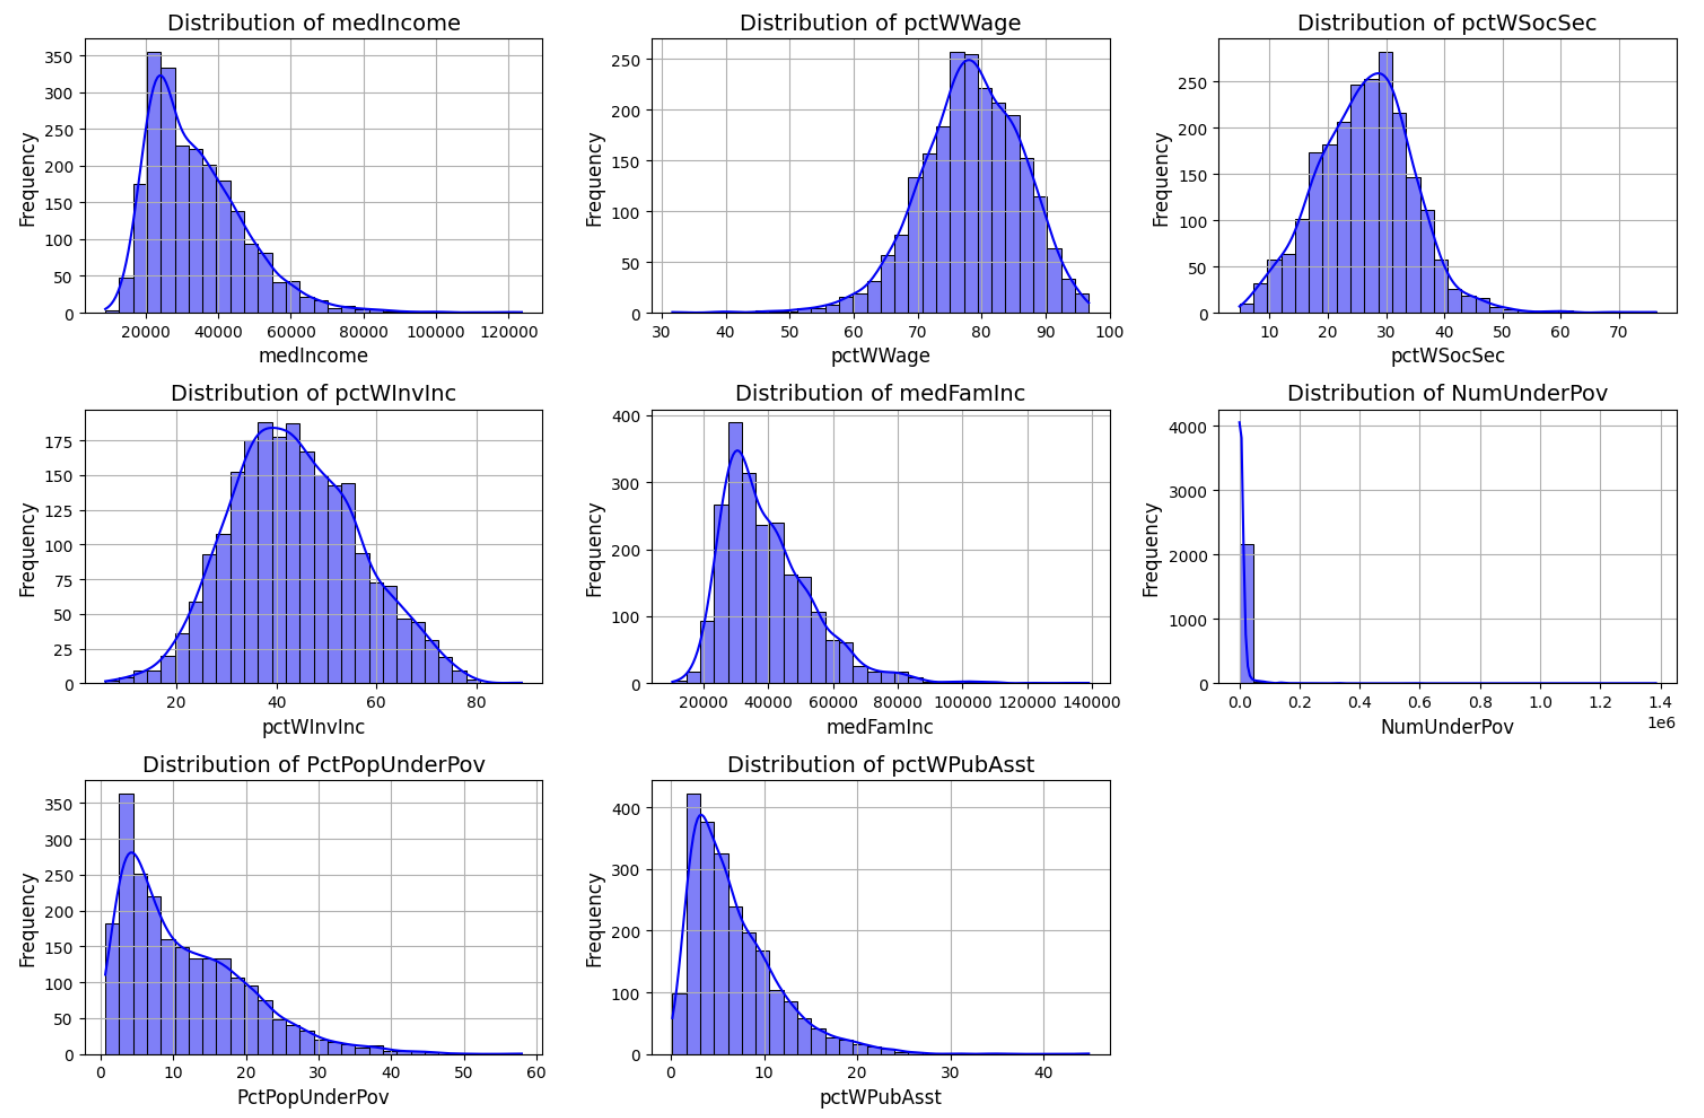 Distribution of medIncome
Frequency
350
300
250
200
150
100
50
0
20000 40000 60000 80000 100000 120000
medIncome
Distribution of pctWWage
Frequency
250
200
150
100
50
0
30 40 50 60 70 80 90 100
pctWWage
Distribution of pctWSocSec
Frequency
250
200
150
100
50
0
10 20 30 40 50 60 70
pctWSocSec
Distribution of pctWInvInc
Frequency
175
150
125
100
75
50
25
0
20 40 60 80
pctWInvInc
Distribution of medFamInc
Frequency
400
300
200
100
0
20000 40000 60000 80000 100000 120000 140000
medFamInc
Distribution of NumUnderPov
Frequency
4000
3000
2000
1000
0
0.0 0.2 0.4 0.6 0.8 1.0 1.2 1.4
1e6
NumUnderPov
Distribution of PctPopUnderPov
Frequency
350
300
250
200
150
100
50
0
0 10 20 30 40 50 60
PctPopUnderPov
Distribution of pctWPubAsst
Frequency
400
300
200
100
0
0 10 20 30 40
pctWPubAsst